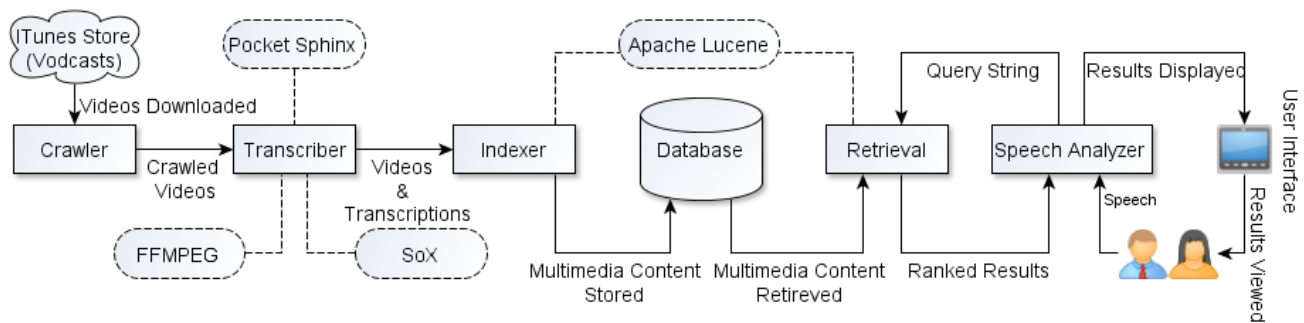 ITunes Store
(Vodcasts)
Pocket Sphinx
Apache Lucene
Query String
Results Displayed
Videos Downloaded
Crawler
Transcriber
Indexer
Database
Retrieval
Speech Analyzer
User Interface
Crawled
Videos
Videos
&
Transcriptions
Speech
FFMPEG
SoX
Multimedia Content
Stored
Multimedia Content
Retireved
Ranked Results
Results Viewed